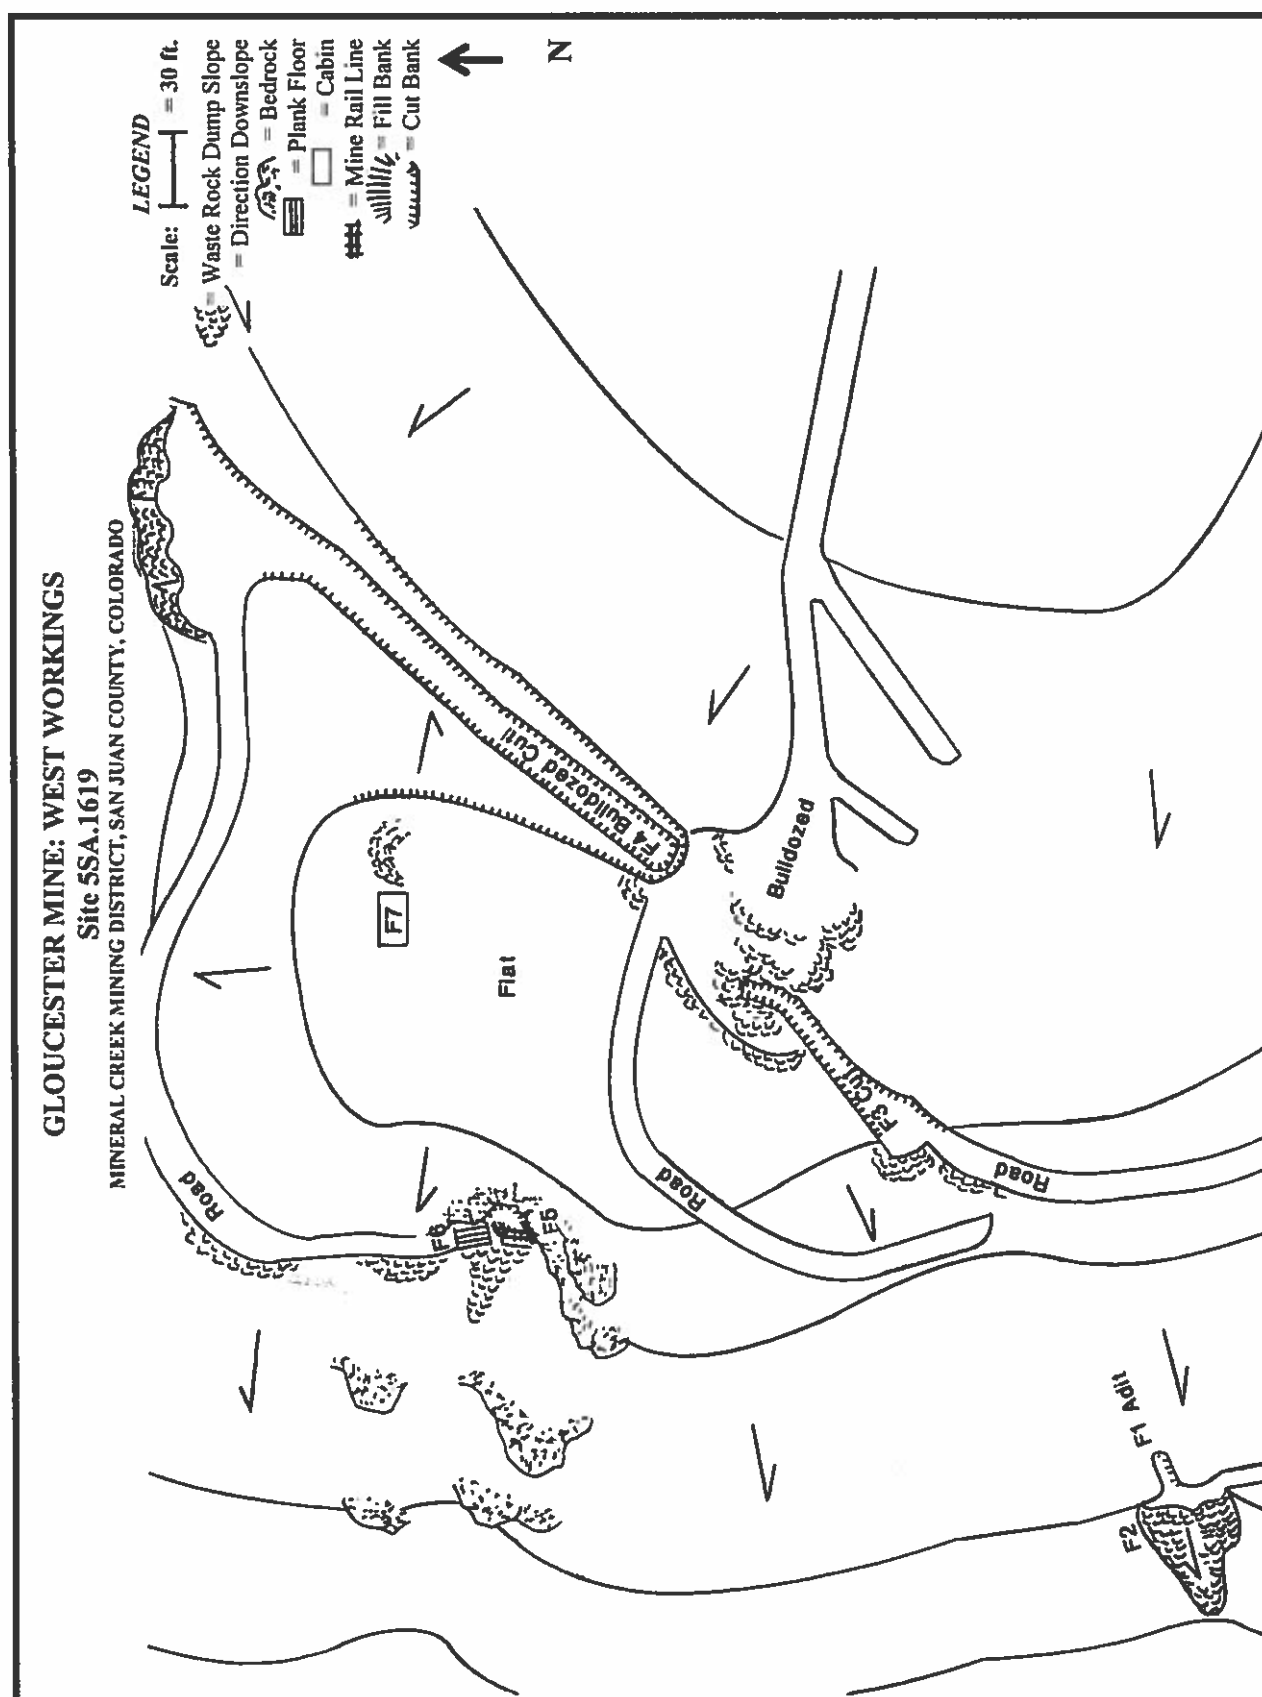 GLOUCESTER MINE: WEST WORKINGS
Site 5SA.1619
MINERAL CREEK MINING DISTRICT, SAN JUAN COUNTY, COLORADO
LEGEND
Scale: = 30 ft.
= Waste Rock Dump Slope
= Direction Downslope
= Bedrock
= Plank Floor
= Cabin
= Mine Rail Line
= Fill Bank
= Cut Bank
N
F4 Bulldozed Cut
F7
Flat
Bulldozed
F3 Cut
Road
Road
Road
F6
F5
F1 Adit
F2